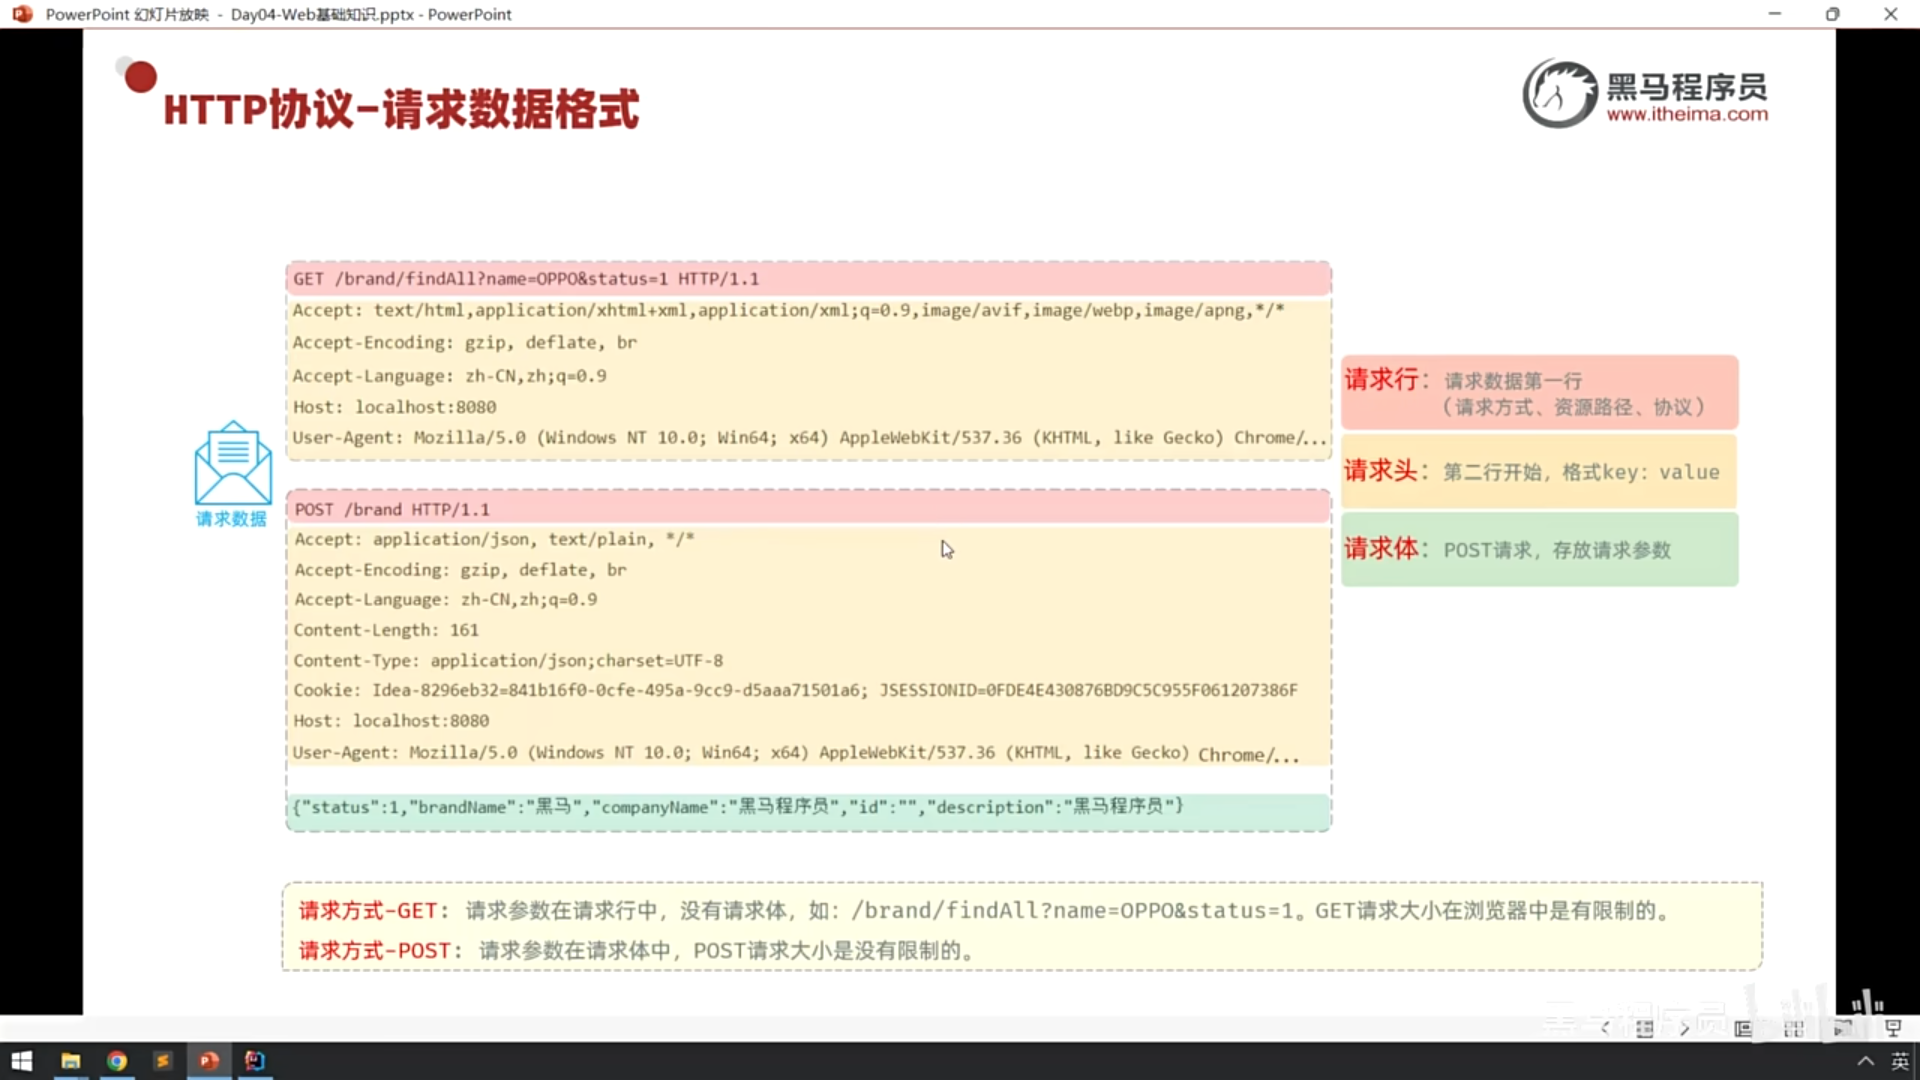 PowerPoint 幻灯片放映 - Day04-Web基础知识.pptx - PowerPoint
HTTP协议-请求数据格式
黑马程序员
www.itheima.com
GET /brand/findAll?name=OPPO&status=1 HTTP/1.1
Accept: text/html,application/xhtml+xml,application/xml;q=0.9,image/avif,image/webp,image/apng,*/*
Accept-Encoding: gzip, deflate, br
Accept-Language: zh-CN,zh;q=0.9
Host: localhost:8080
User-Agent: Mozilla/5.0 (Windows NT 10.0; Win64; x64) AppleWebKit/537.36 (KHTML, like Gecko) Chrome/...
请求数据
POST /brand HTTP/1.1
Accept: application/json, text/plain, */*
Accept-Encoding: gzip, deflate, br
Accept-Language: zh-CN,zh;q=0.9
Content-Length: 161
Content-Type: application/json;charset=UTF-8
Cookie: Idea-8296eb32=841b16f0-0cfe-495a-9cc9-d5aaa71501a6; JSESSIONID=0FDE4E430876BD9C5C955F061207386F
Host: localhost:8080
User-Agent: Mozilla/5.0 (Windows NT 10.0; Win64; x64) AppleWebKit/537.36 (KHTML, like Gecko) Chrome/...
{"status":1,"brandName":"黑马","companyName":"黑马程序员","id":"","description":"黑马程序员"}
请求行：请求数据第一行
（请求方式、资源路径、协议）
请求头：第二行开始，格式key：value
请求体：POST请求，存放请求参数
请求方式-GET：请求参数在请求行中，没有请求体，如：/brand/findAll?name=OPPO&status=1。GET请求大小在浏览器中是有限制的。
请求方式-POST：请求参数在请求体中，POST请求大小是没有限制的。
黑马程序员
英